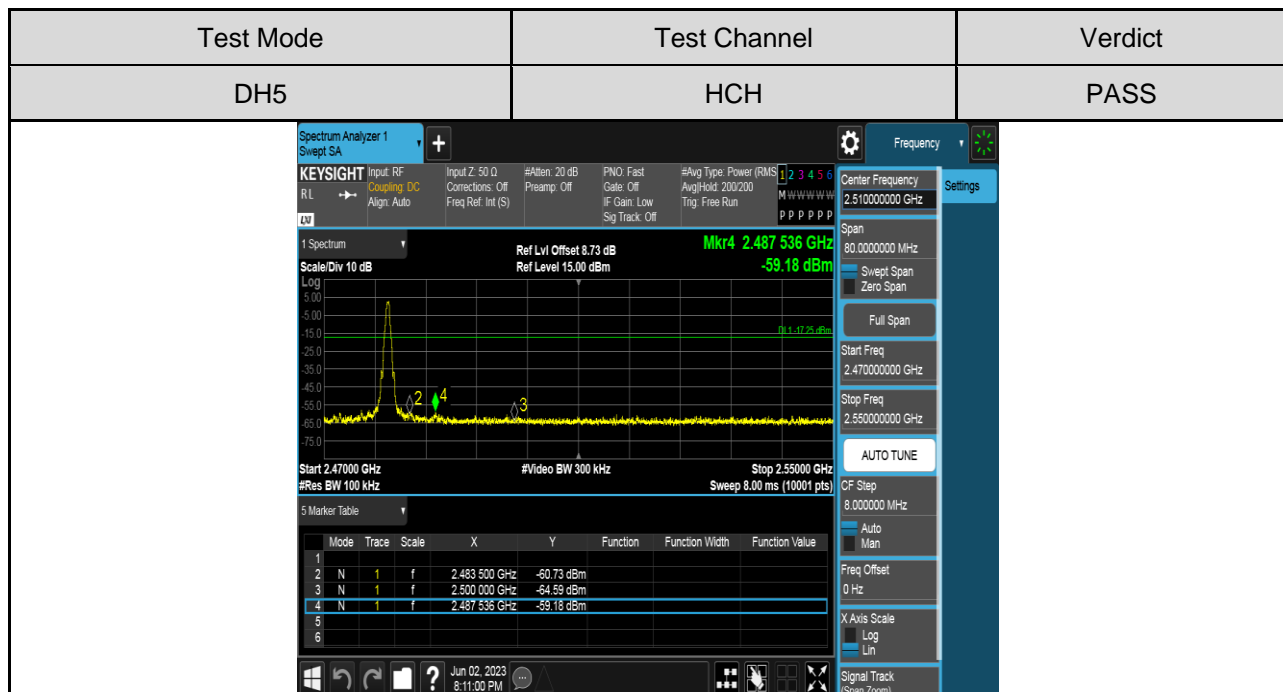 Test Mode Test Channel Verdict
DH5 HCH PASS
Spectrum Analyzer 1
Swept SA
+
Frequency
KEYSIGHT
RL
LXI
Input: RF
Coupling: DC
Align: Auto
Input Z: 50 Ω
Corrections: Off
Freq Ref: Int (S)
#Atten: 20 dB
Preamp: Off
PNO: Fast
Gate: Off
IF Gain: Low
Sig Track: Off
#Avg Type: Power (RMS
Avg|Hold: 200/200
Trig: Free Run
1 2 3 4 5 6
M W W W W W
P P P P P P
1 Spectrum
Scale/Div 10 dB
Ref Lvl Offset 8.73 dB
Ref Level 15.00 dBm
Mkr4 2.487 536 GHz
-59.18 dBm
Log
5.00
-5.00
-15.0
-25.0
-35.0
-45.0
-55.0
-65.0
-75.0
DL1 -17.25 dBm
2
4
3
Start 2.47000 GHz
#Video BW 300 kHz
Stop 2.55000 GHz
#Res BW 100 kHz
Sweep 8.00 ms (10001 pts)
5 Marker Table
Mode Trace Scale X Y Function Function Width Function Value
1
2 N 1 f 2.483 500 GHz -60.73 dBm
3 N 1 f 2.500 000 GHz -64.59 dBm
4 N 1 f 2.487 536 GHz -59.18 dBm
5
6
?
Jun 02, 2023
8:11:00 PM
Center Frequency
2.510000000 GHz
Settings
Span
80.0000000 MHz
Swept Span
Zero Span
Full Span
Start Freq
2.470000000 GHz
Stop Freq
2.550000000 GHz
AUTO TUNE
CF Step
8.000000 MHz
Auto
Man
Freq Offset
0 Hz
X Axis Scale
Log
Lin
Signal Track
(Span Zoom)